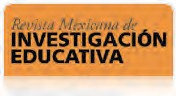 Revista Mexicana de
INVESTIGACIÓN
EDUCATIVA